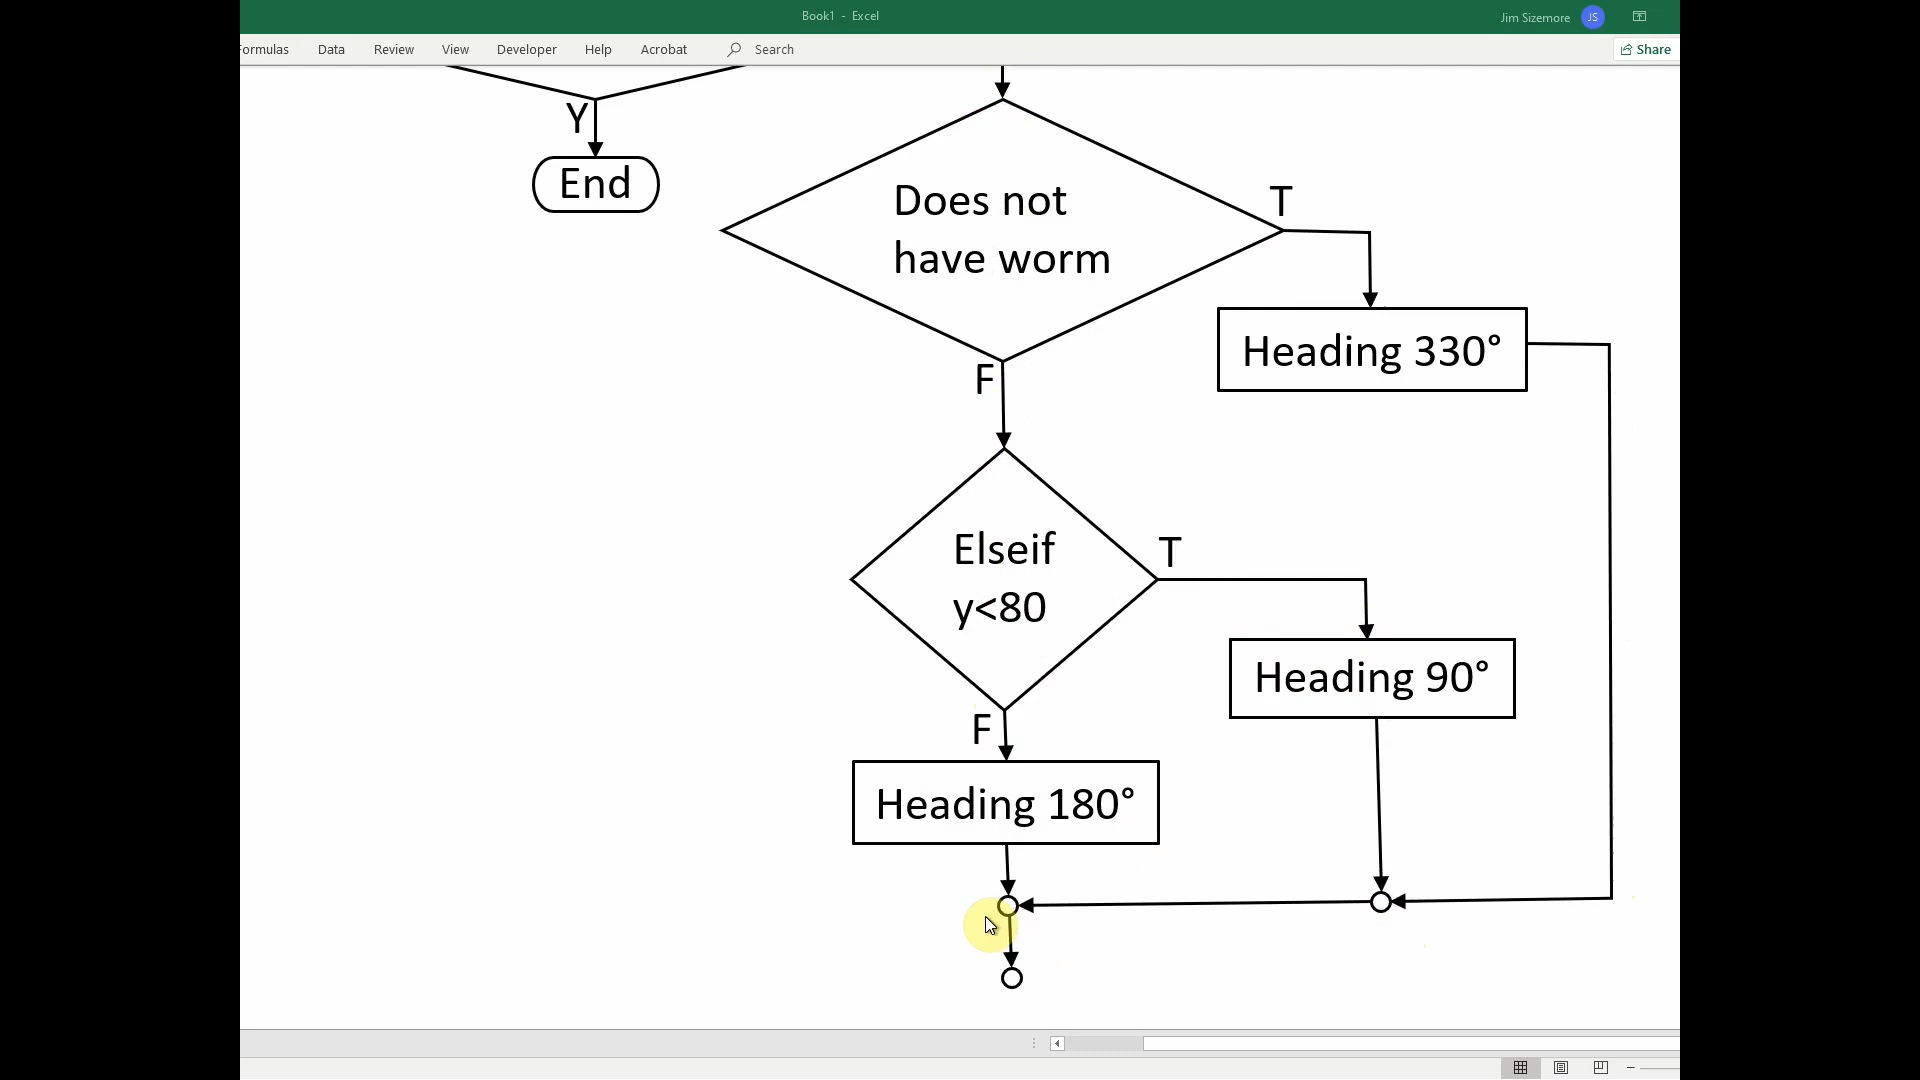 Book1 - Excel
Jim Sizemore
JS
Formulas
Data
Review
View
Developer
Help
Acrobat
Search
Share
Y
End
Does not
have worm
T
Heading 330°
F
Elseif
y<80
T
Heading 90°
F
Heading 180°